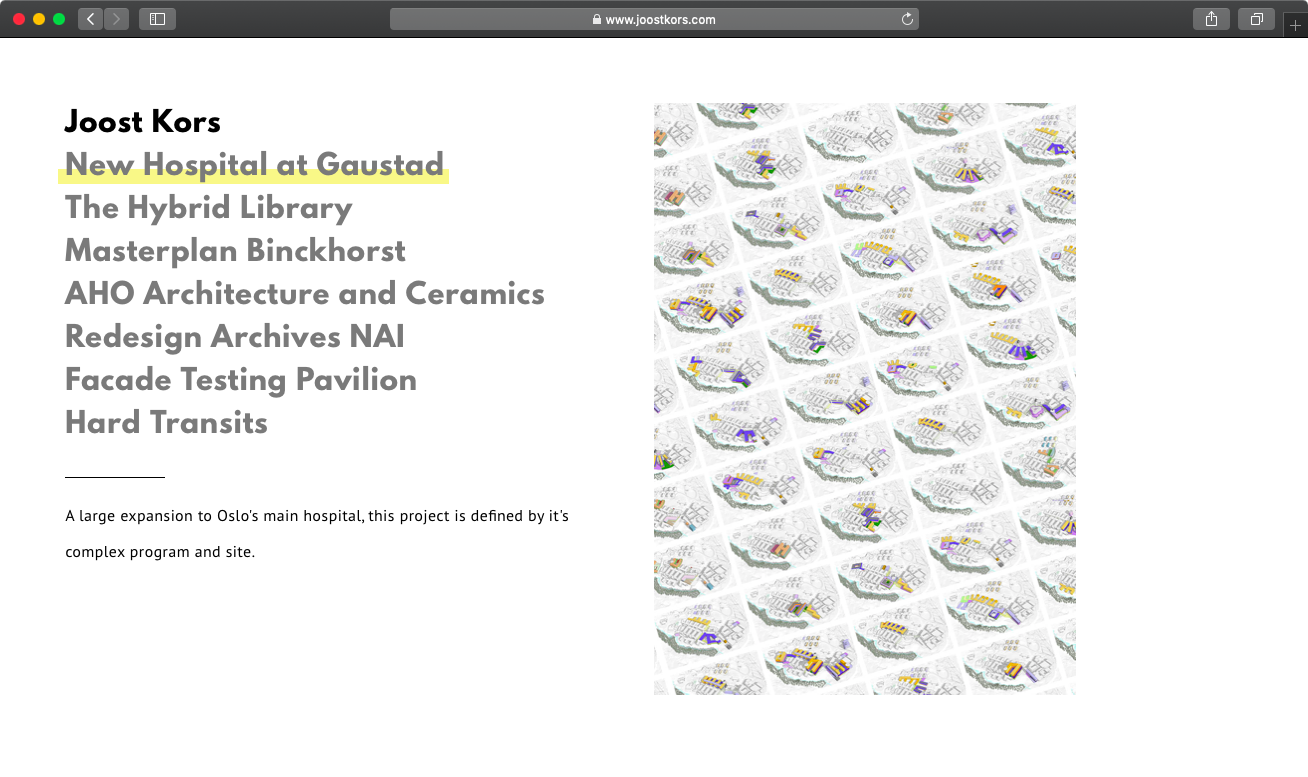 www.joostkors.com
Joost Kors
New Hospital at Gaustad
The Hybrid Library
Masterplan Binckhorst
AHO Architecture and Ceramics
Redesign Archives NAI
Facade Testing Pavilion
Hard Transits
A large expansion to Oslo's main hospital, this project is defined by it's
complex program and site.